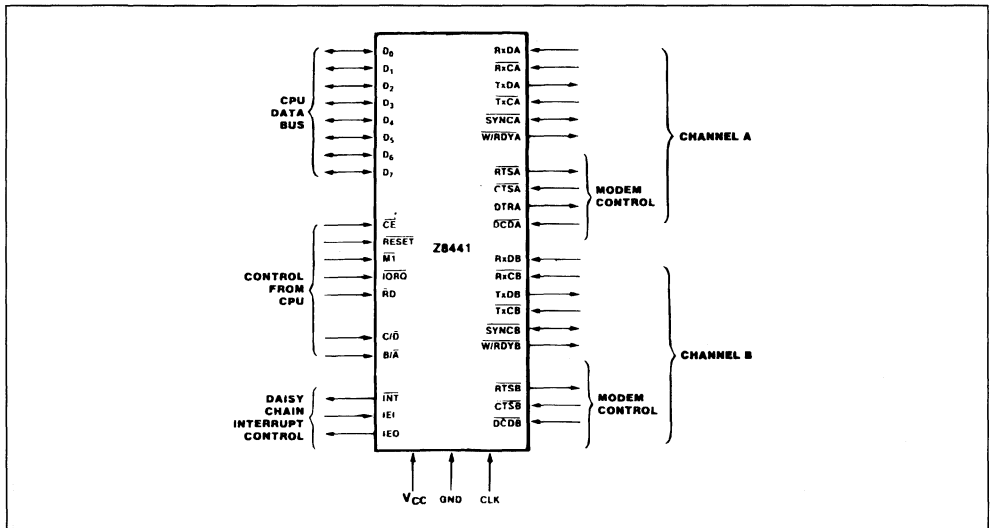 CPU
DATA
BUS
D0
D1
D2
D3
D4
D5
D6
D7
CONTROL
FROM
CPU
CE
RESET
M1
IORQ
RD
C/D
B/A
DAISY
CHAIN
INTERRUPT
CONTROL
INT
IEI
IEO
Z8441
RxDA
RxCA
TxDA
TxCA
SYNCA
W/RDYA
RTSA
CTSA
DTRA
DCDA
MODEM
CONTROL
CHANNEL A
RxDB
RxCB
TxDB
TxCB
SYNCB
W/RDYB
RTSB
CTSB
DCDB
MODEM
CONTROL
CHANNEL B
VCC GND CLK